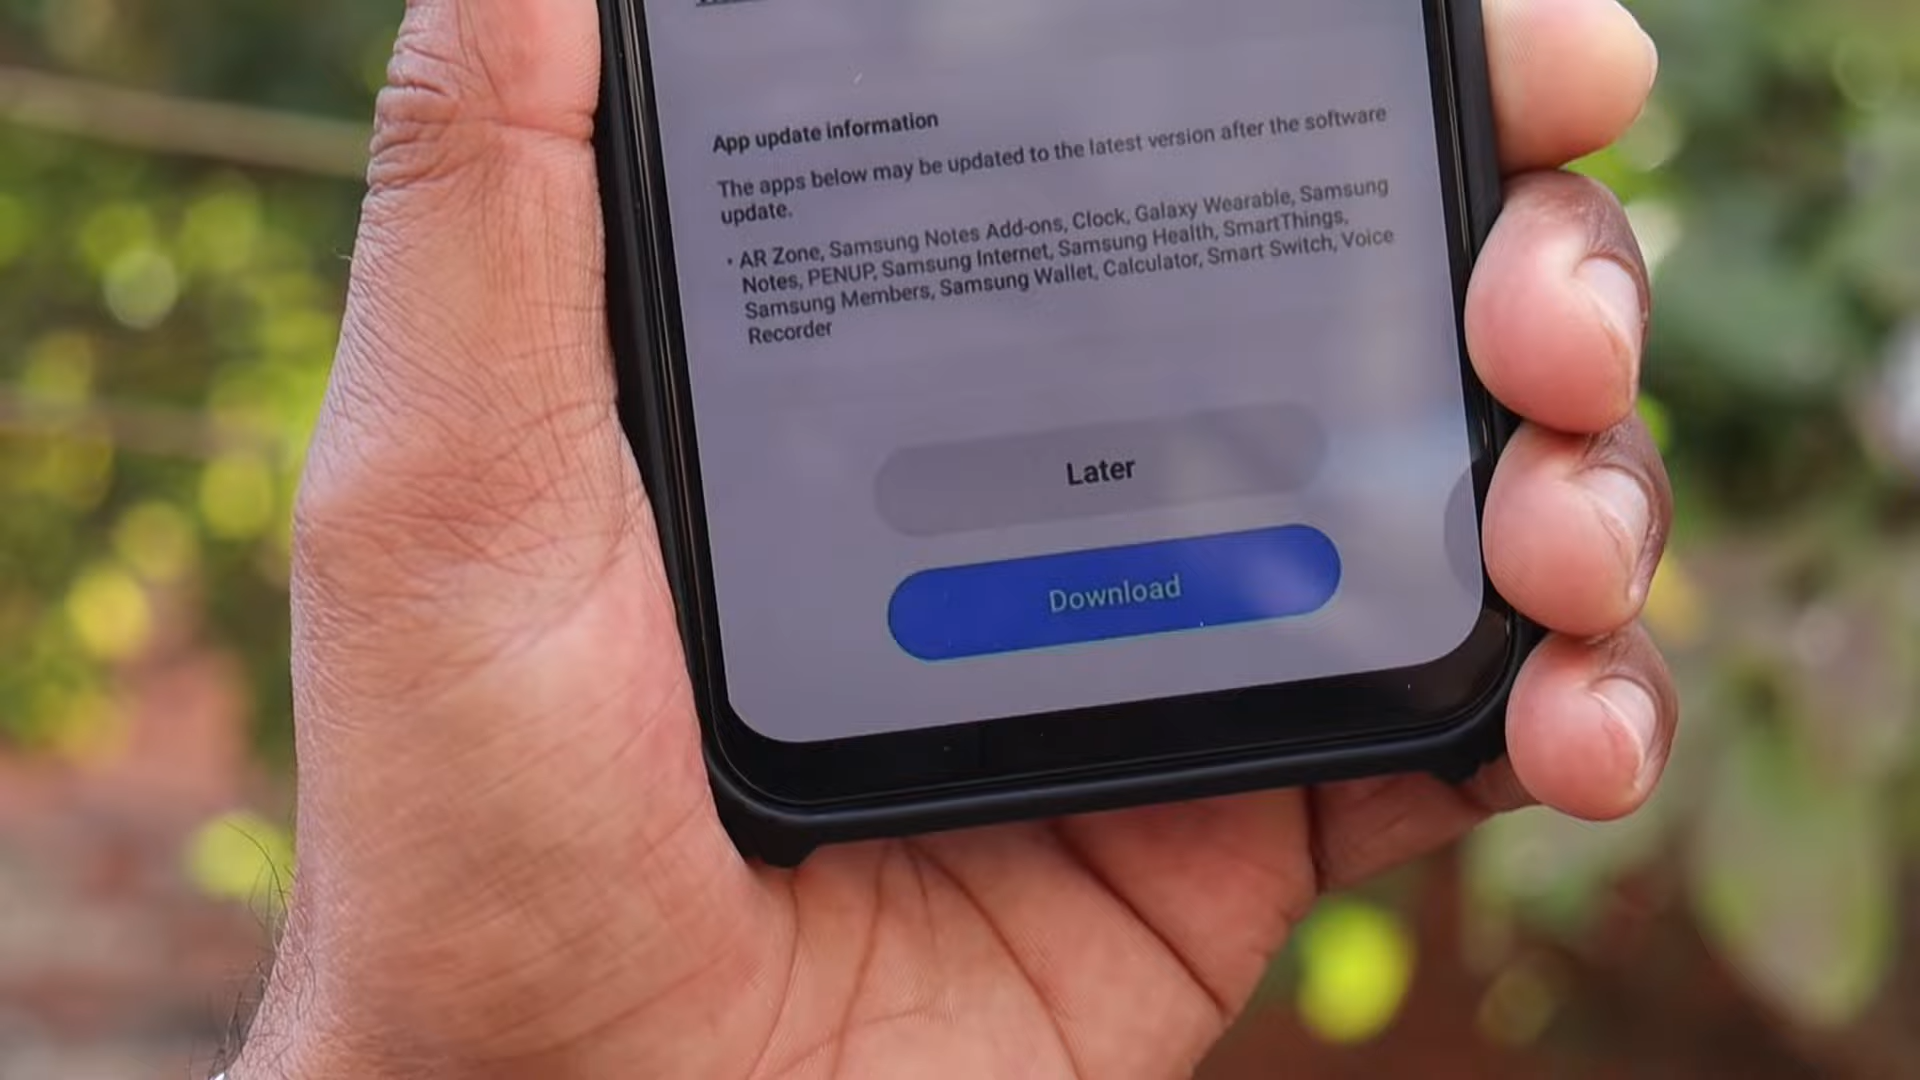 App update information
The apps below may be updated to the latest version after the software
update.
• AR Zone, Samsung Notes Add-ons, Clock, Galaxy Wearable, Samsung
Notes, PENUP, Samsung Internet, Samsung Health, SmartThings,
Samsung Members, Samsung Wallet, Calculator, Smart Switch, Voice
Recorder
Later
Download